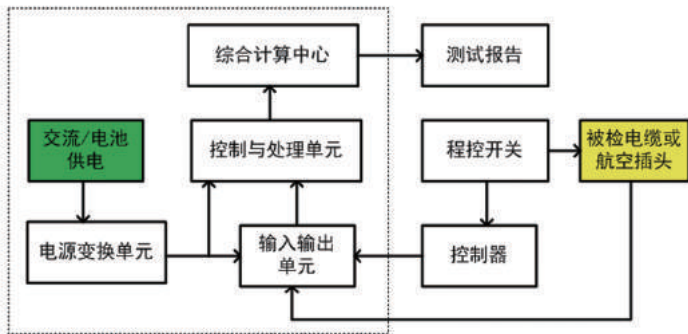 综合计算中心
测试报告
交流/电池
供电
控制与处理单元
程控开关
被检电缆或
航空插头
电源变换单元
输入输出
单元
控制器